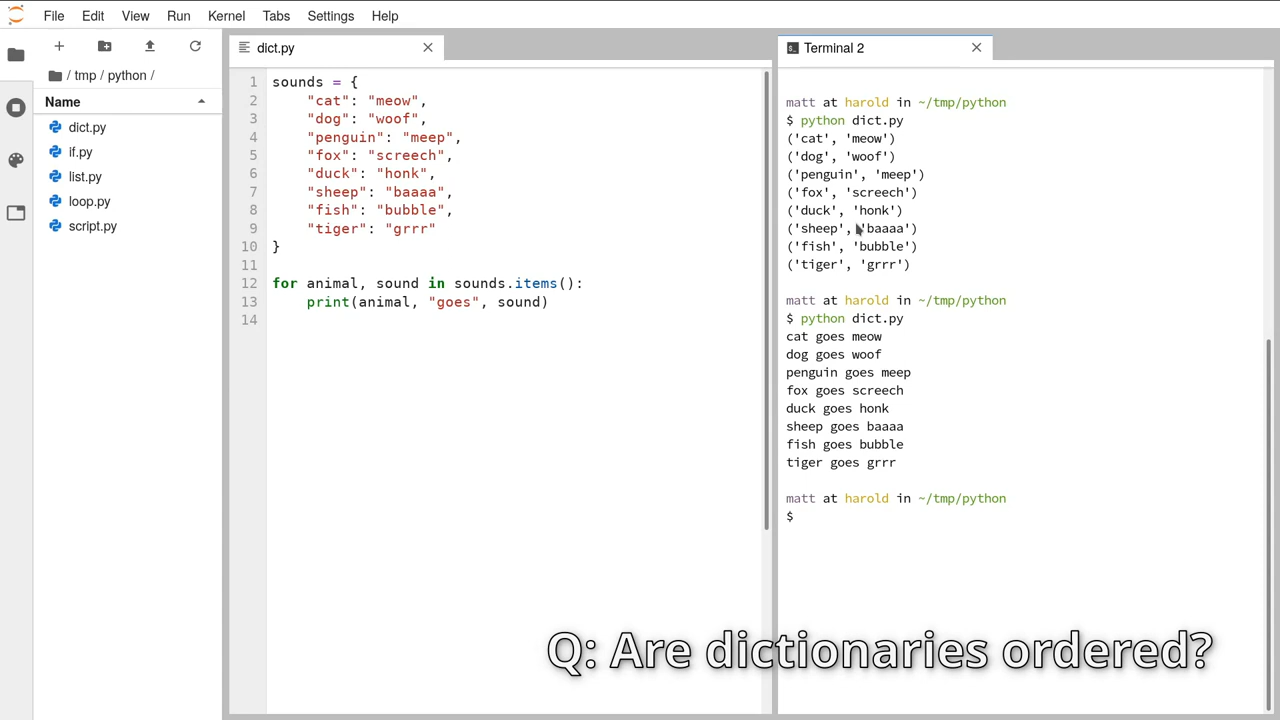 File Edit View Run Kernel Tabs Settings Help
/ tmp / python /
Name
dict.py
if.py
list.py
loop.py
script.py
dict.py
1 sounds = {
2     "cat": "meow",
3     "dog": "woof",
4     "penguin": "meep",
5     "fox": "screech",
6     "duck": "honk",
7     "sheep": "baaaa",
8     "fish": "bubble",
9     "tiger": "grrr"
10 }
11
12 for animal, sound in sounds.items():
13     print(animal, "goes", sound)
14
Terminal 2
matt at harold in ~/tmp/python
$ python dict.py
('cat', 'meow')
('dog', 'woof')
('penguin', 'meep')
('fox', 'screech')
('duck', 'honk')
('sheep', 'baaaa')
('fish', 'bubble')
('tiger', 'grrr')
matt at harold in ~/tmp/python
$ python dict.py
cat goes meow
dog goes woof
penguin goes meep
fox goes screech
duck goes honk
sheep goes baaaa
fish goes bubble
tiger goes grrr
matt at harold in ~/tmp/python
$
Q: Are dictionaries ordered?